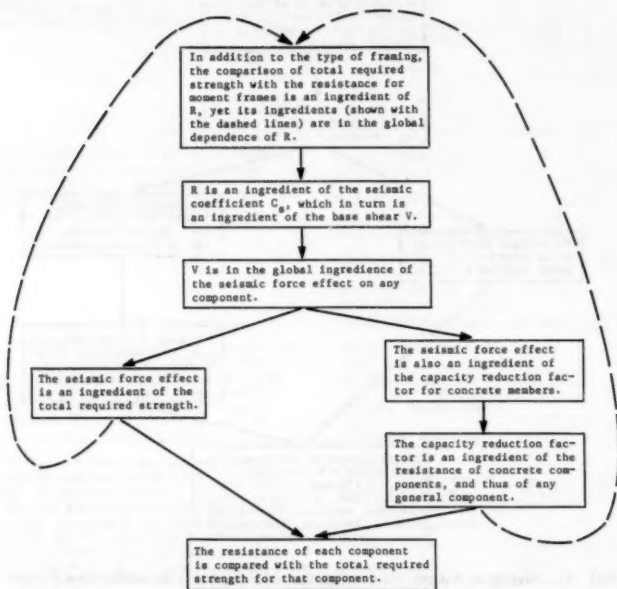 In addition to the type of framing,
the comparison of total required
strength with the resistance for
moment frames is an ingredient of
R, yet its ingredients (shown with
the dashed lines) are in the global
dependence of R.
R is an ingredient of the seismic
coefficient Cs, which in turn is
an ingredient of the base shear V.
V is in the global ingredience of
the seismic force effect on any
component.
The seismic force effect
is an ingredient of the
total required strength.
The seismic force effect
is also an ingredient of
the capacity reduction fac-
tor for concrete members.
The capacity reduction fac-
tor is an ingredient of the
resistance of concrete com-
ponents, and thus of any
general component.
The resistance of each component
is compared with the total required
strength for that component.